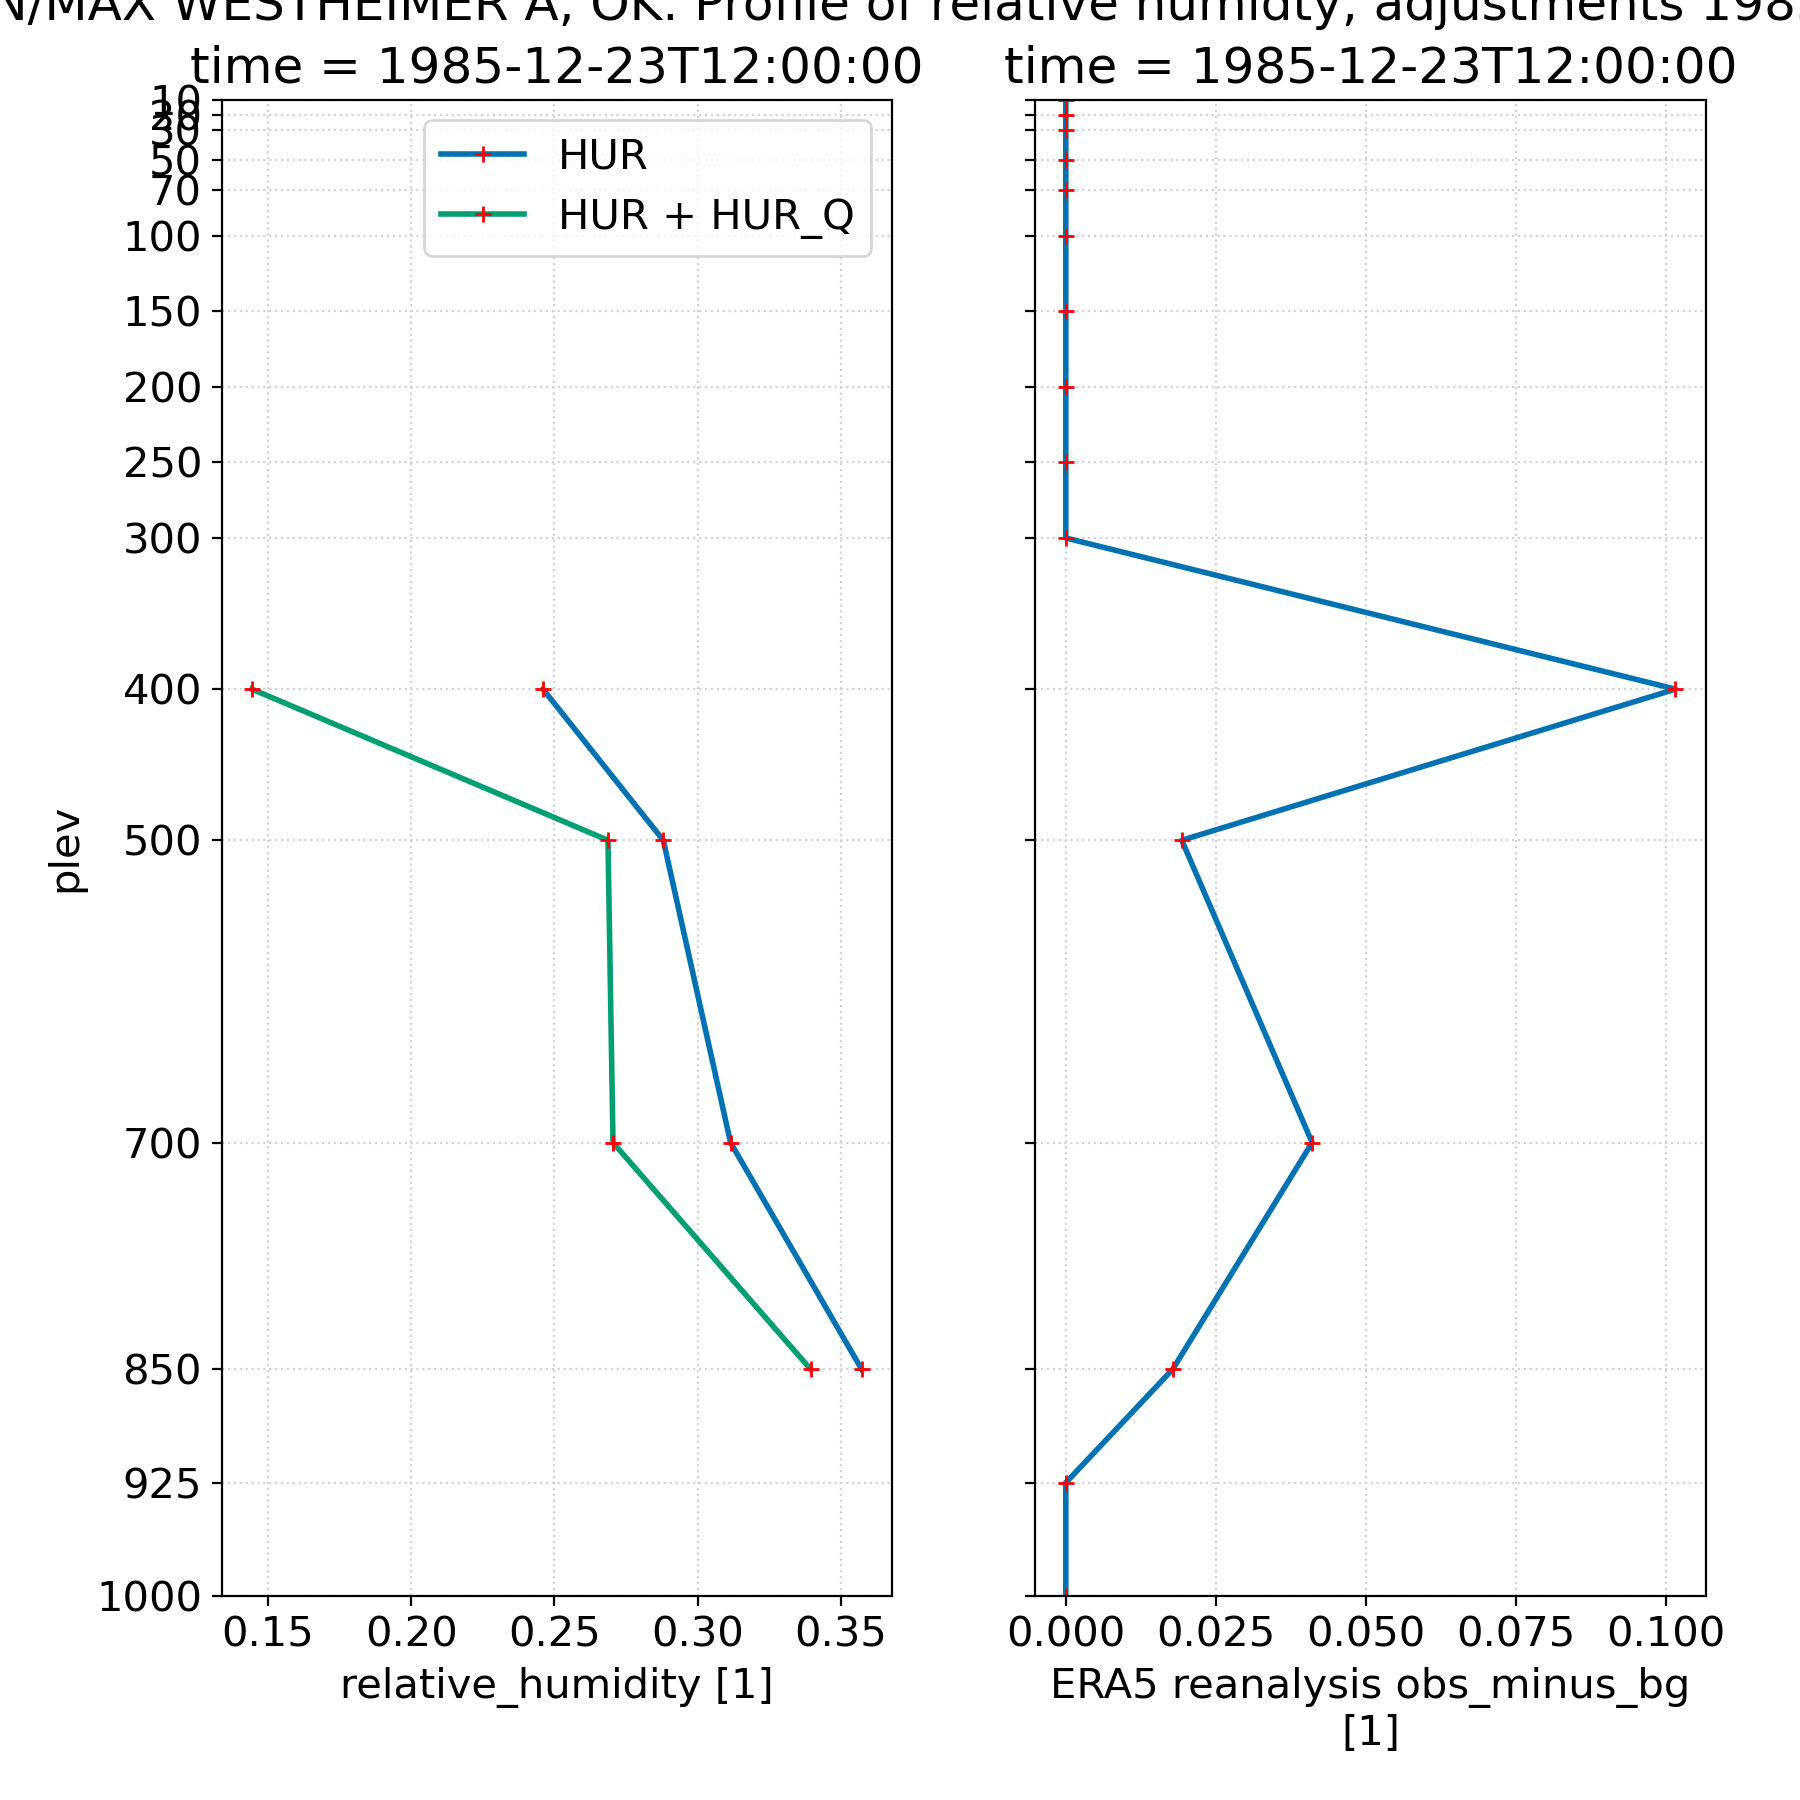 N/MAX WESTHEIMER A, OK. Profile of relative humidty, adjustments 198
time = 1985-12-23T12:00:00
time = 1985-12-23T12:00:00
10
20
30
50
70
100
150
200
250
300
400
500
700
850
925
1000
plev
HUR
HUR + HUR_Q
0.15 0.20 0.25 0.30 0.35
relative_humidity [1]
0.000 0.025 0.050 0.075 0.100
ERA5 reanalysis obs_minus_bg
[1]